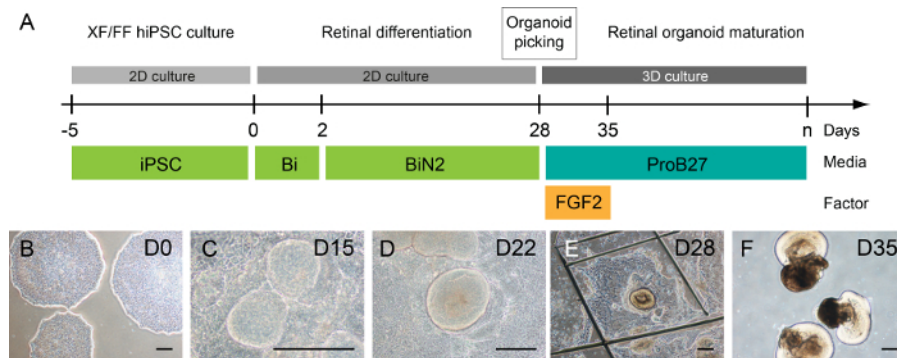 A
XF/FF hiPSC culture
Retinal differentiation
Organoid
picking
Retinal organoid maturation
2D culture
2D culture
3D culture
-5
0
2
28
35
n
Days
iPSC
Bi
BiN2
ProB27
Media
FGF2
Factor
B
D0
C
D15
D
D22
E
D28
F
D35